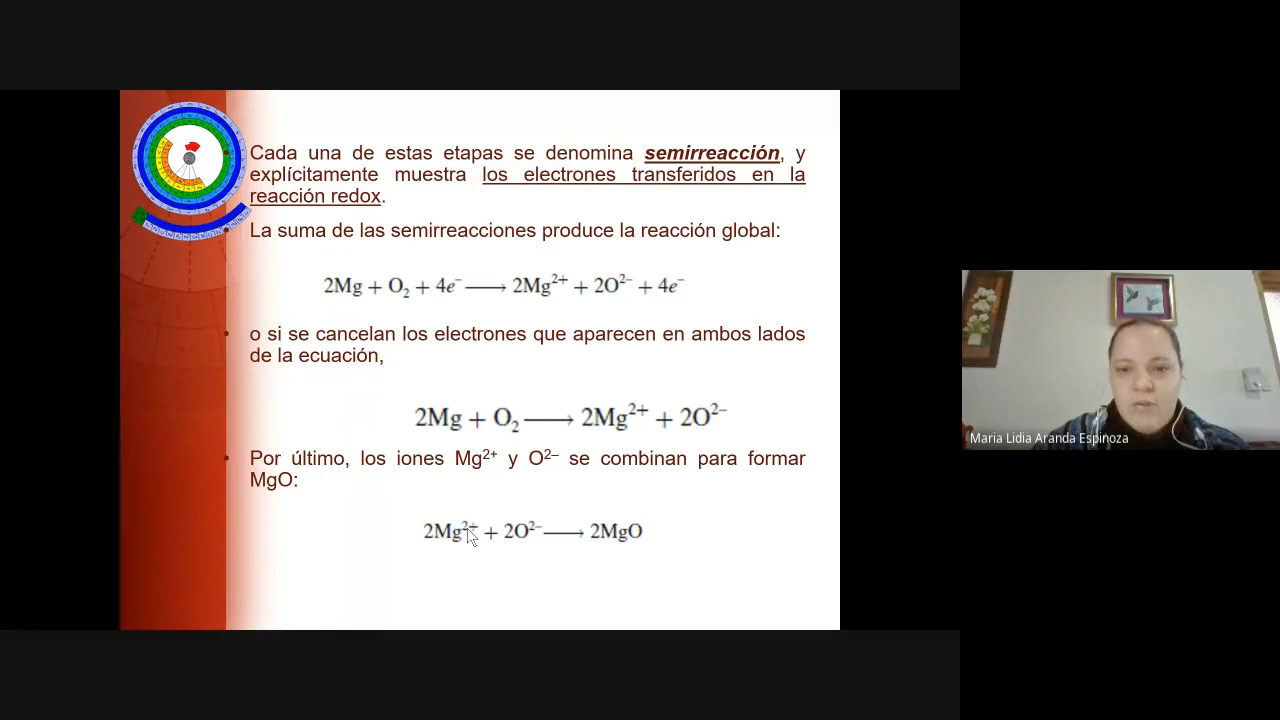 Cada una de estas etapas se denomina semirreacción, y
explícitamente muestra los electrones transferidos en la
reacción redox.
La suma de las semirreacciones produce la reacción global:
2Mg + O₂ + 4e⁻ ⟶ 2Mg²⁺ + 2O²⁻ + 4e⁻
o si se cancelan los electrones que aparecen en ambos lados
de la ecuación,
2Mg + O₂ ⟶ 2Mg²⁺ + 2O²⁻
Por último, los iones Mg²⁺ y O²⁻ se combinan para formar
MgO:
2Mg²⁺ + 2O²⁻ ⟶ 2MgO
Maria Lidia Aranda Espinoza